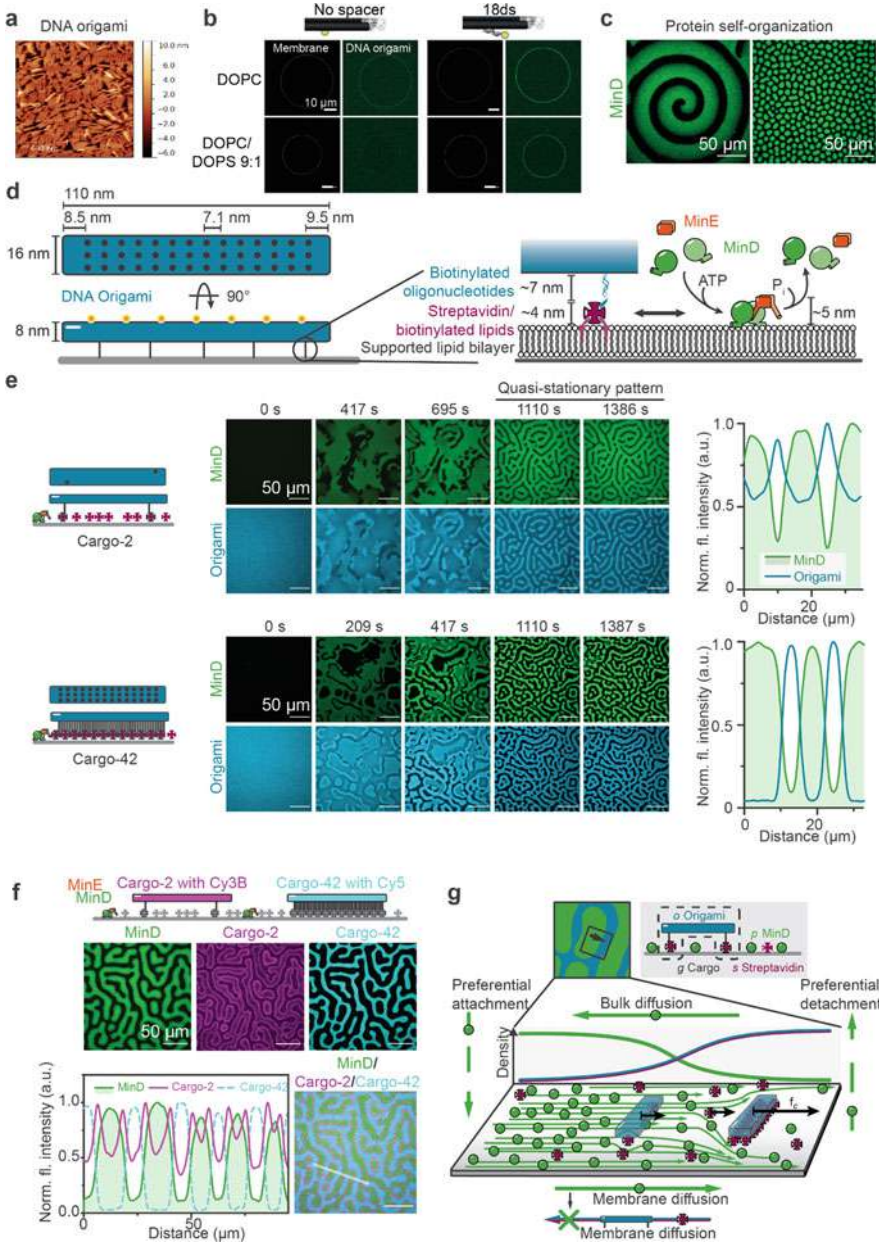 a
DNA origami
10.0 nm
8.0
6.0
4.0
2.0
0.0
−2.0
−4.0
−6.0
b
No spacer
18ds
Membrane
DNA origami
DOPC
10 µm
DOPC/
DOPS 9:1
c
Protein self-organization
MinD
50 µm
50 µm
d
110 nm
8.5 nm
7.1 nm
9.5 nm
16 nm
DNA Origami
90°
8 nm
Biotinylated
oligonucleotides
Streptavidin/
biotinylated lipids
Supported lipid bilayer
~7 nm
~4 nm
MinE
MinD
ATP
P i
~5 nm
e
Quasi-stationary pattern
0 s
417 s
695 s
1110 s
1386 s
MinD
50 µm
Origami
Cargo-2
Norm. fl. intensity (a.u.)
1.0
0.5
0
MinD
Origami
0
20
Distance (µm)
0 s
209 s
417 s
1110 s
1387 s
MinD
50 µm
Origami
Cargo-42
Norm. fl. intensity (a.u.)
1.0
0.5
0
0
20
Distance (µm)
f
MinE
MinD
Cargo-2 with Cy3B
Cargo-42 with Cy5
MinD
Cargo-2
Cargo-42
50 µm
Norm. fl. intensity (a.u.)
MinD
Cargo-2
Cargo-42
1.0
0.5
0.0
0
50
Distance (µm)
MinD/
Cargo-2/Cargo-42
g
o Origami
p MinD
g Cargo
s Streptavidin
Preferential
attachment
Preferential
detachment
Bulk diffusion
Density
fc
Membrane diffusion
Membrane diffusion